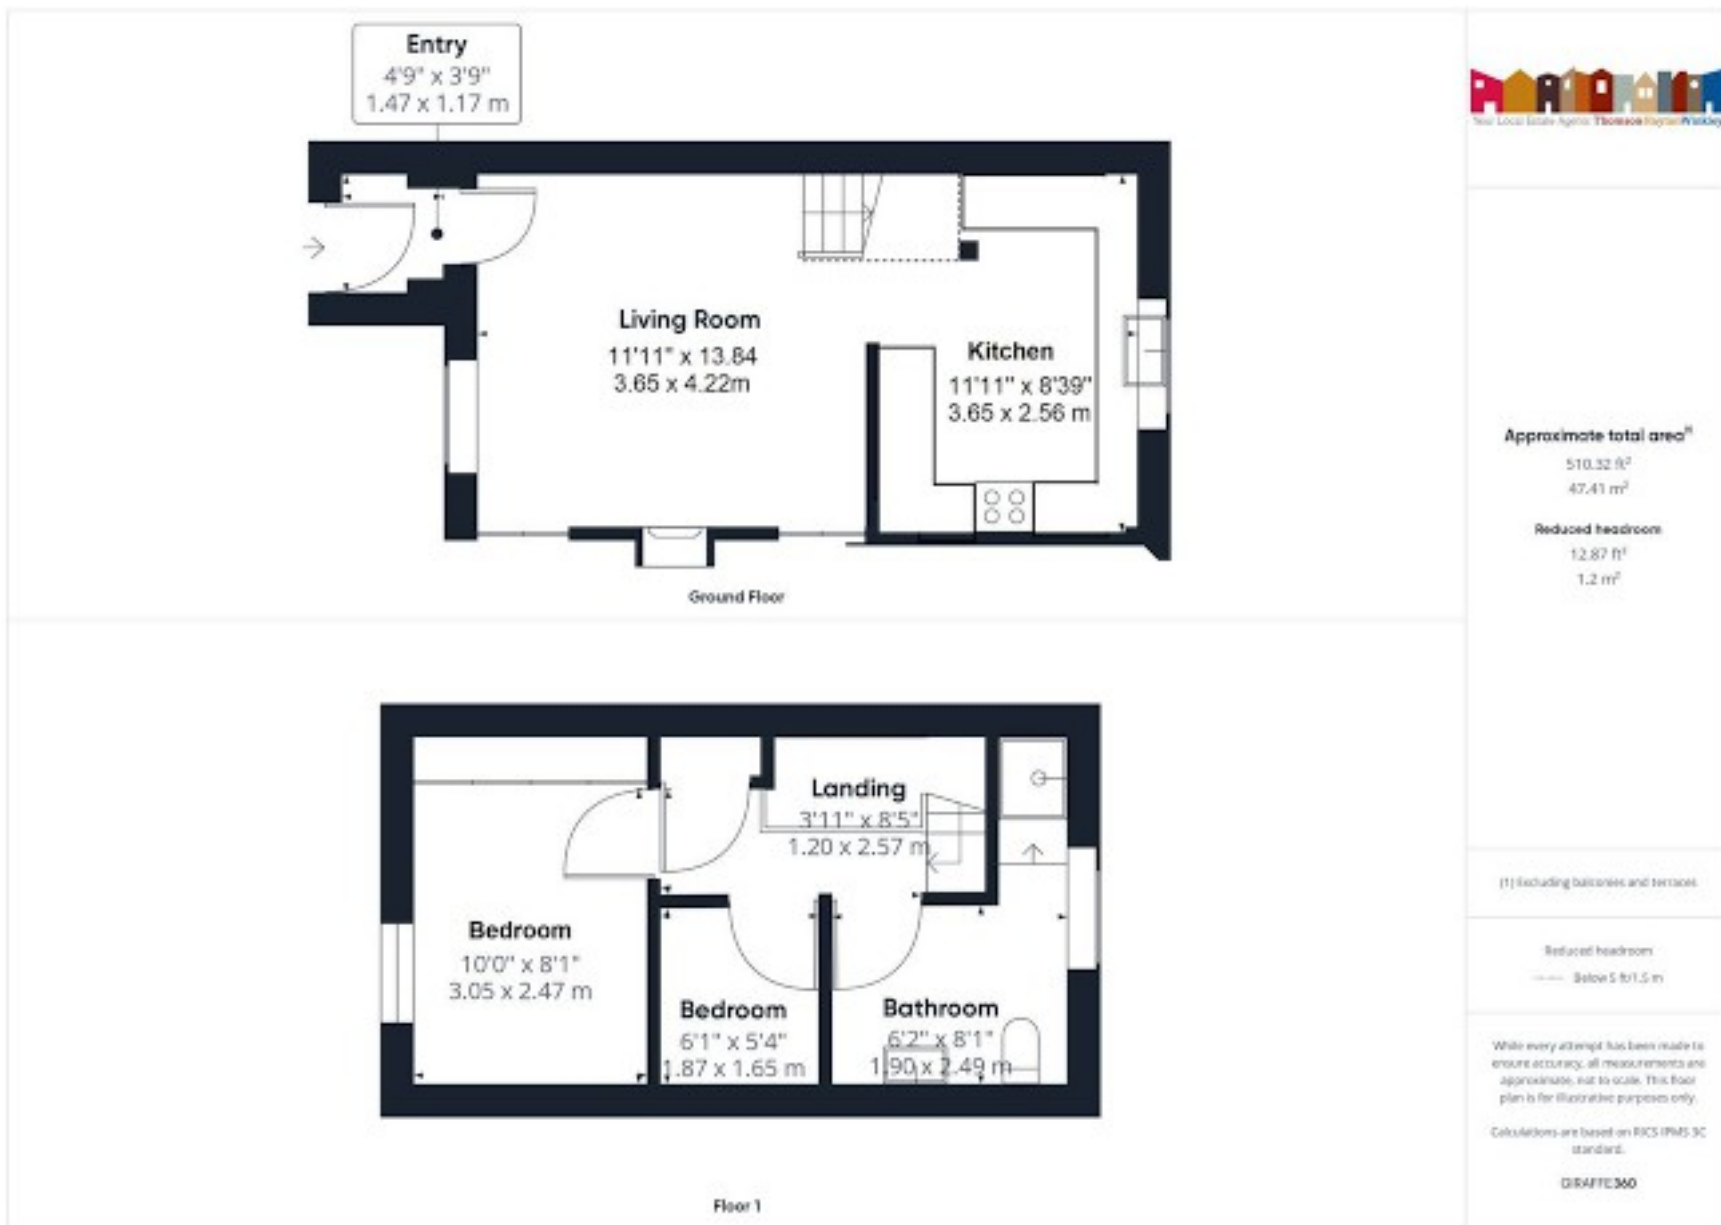 Entry
4'9" x 3'9"
1.47 x 1.17 m
Living Room
11'11" x 13.84
3.65 x 4.22m
Kitchen
11'11" x 8'39"
3.65 x 2.56 m
Ground Floor
Landing
3'11" x 8'5"
1.20 x 2.57 m
Bedroom
10'0" x 8'1"
3.05 x 2.47 m
Bedroom
6'1" x 5'4"
1.87 x 1.65 m
Bathroom
6'2" x 8'1"
1.90 x 2.49 m
Floor 1
Your Local Estate Agents ThomsonHaytonWinkley
Approximate total area⁽¹⁾
510.32 ft²
47.41 m²
Reduced headroom
12.87 ft²
1.2 m²
(1) Excluding balconies and terraces
Reduced headroom
Below 5 ft/1.5 m
While every attempt has been made to
ensure accuracy, all measurements are
approximate, not to scale. This floor
plan is for illustrative purposes only.
Calculations are based on RICS IPMS 3C
standard.
GIRAFFE360